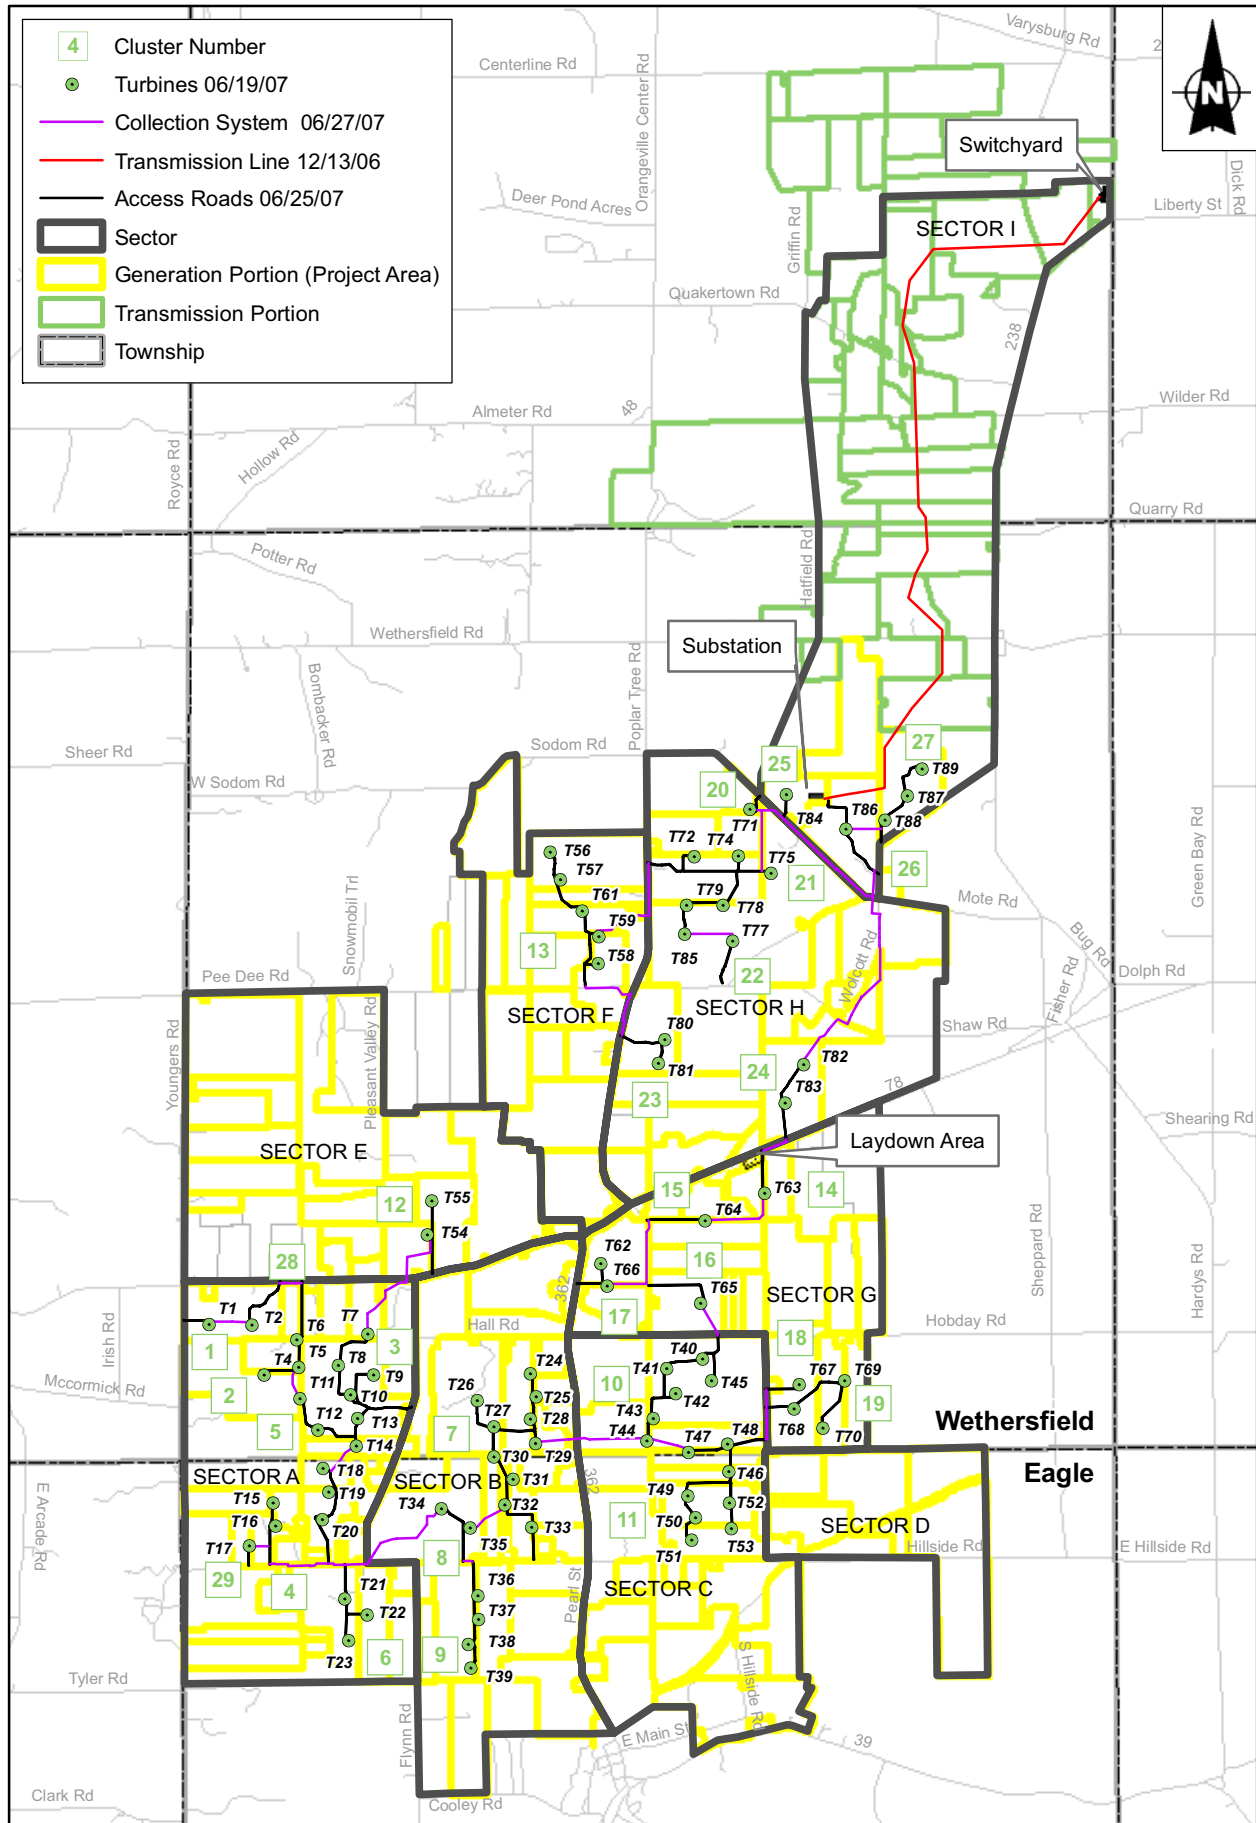 4 Cluster Number
Turbines 06/19/07
Collection System 06/27/07
Transmission Line 12/13/06
Access Roads 06/25/07
Sector
Generation Portion (Project Area)
Transmission Portion
Township
N
Varysburg Rd
2
Centerline Rd
Orangeville Center Rd
Switchyard
Dick Rd
Deer Pond Acres
Liberty St
Griffin Rd
SECTOR I
Quakertown Rd
238
Almeter Rd
48
Wilder Rd
Royce Rd
Hollow Rd
Quarry Rd
Potter Rd
Hatfield Rd
Wethersfield Rd
Substation
Bombacker Rd
Poplar Tree Rd
Sheer Rd
Sodom Rd
W Sodom Rd
27
25
T89
20
T87
T84
T86
T88
T71
T72
T74
T56
T57
T75
21
26
Green Bay Rd
T61
T79
T78
Mote Rd
Snowmobil Trl
T59
T77
13
T58
T85
22
Wolcott Rd
Bug Rd
Pee Dee Rd
Fisher Rd
Dolph Rd
SECTOR F
SECTOR H
Shaw Rd
Youngers Rd
Pleasant Valley Rd
T80
T81
T82
24
T83
78
23
Shearing Rd
SECTOR E
Laydown Area
12
T55
15
T63
14
T54
T64
T62
28
T66
16
362
T65
SECTOR G
Sheppard Rd
Hardys Rd
T1
T2
T7
T6
3
17
18
Hall Rd
Hobday Rd
Irish Rd
1
T5
T4
T8
T9
T24
T40
T41
T67
T69
Mccormick Rd
2
T11
T10
T26
T25
10
T45
T42
19
5
T12
T13
7
T27
T28
T43
T68
T70
Wethersfield
T14
T44
T47
T48
T30
T29
Eagle
SECTOR A
T18
SECTOR B
T31
362
T46
E Arcade Rd
T15
T19
T34
T49
T52
T16
T20
T32
T33
11
T50
SECTOR D
T17
T35
T51
T53
Hillside Rd
E Hillside Rd
29
4
8
T21
T36
SECTOR C
T22
T37
Pearl St
T23
6
9
T38
T39
S Hillside Rd
Tyler Rd
Flynn Rd
E Main St
39
Clark Rd
Cooley Rd